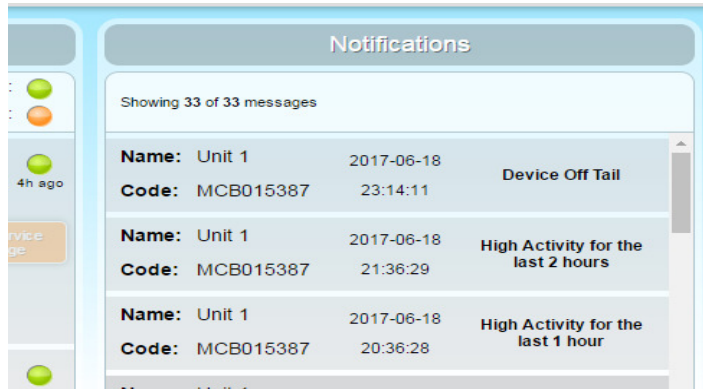 Notifications
:
:
Showing 33 of 33 messages
4h ago
rvice
ge
Name: Unit 1
Code: MCB015387
2017-06-18
23:14:11
Device Off Tail
Name: Unit 1
Code: MCB015387
2017-06-18
21:36:29
High Activity for the
last 2 hours
Name: Unit 1
Code: MCB015387
2017-06-18
20:36:28
High Activity for the
last 1 hour